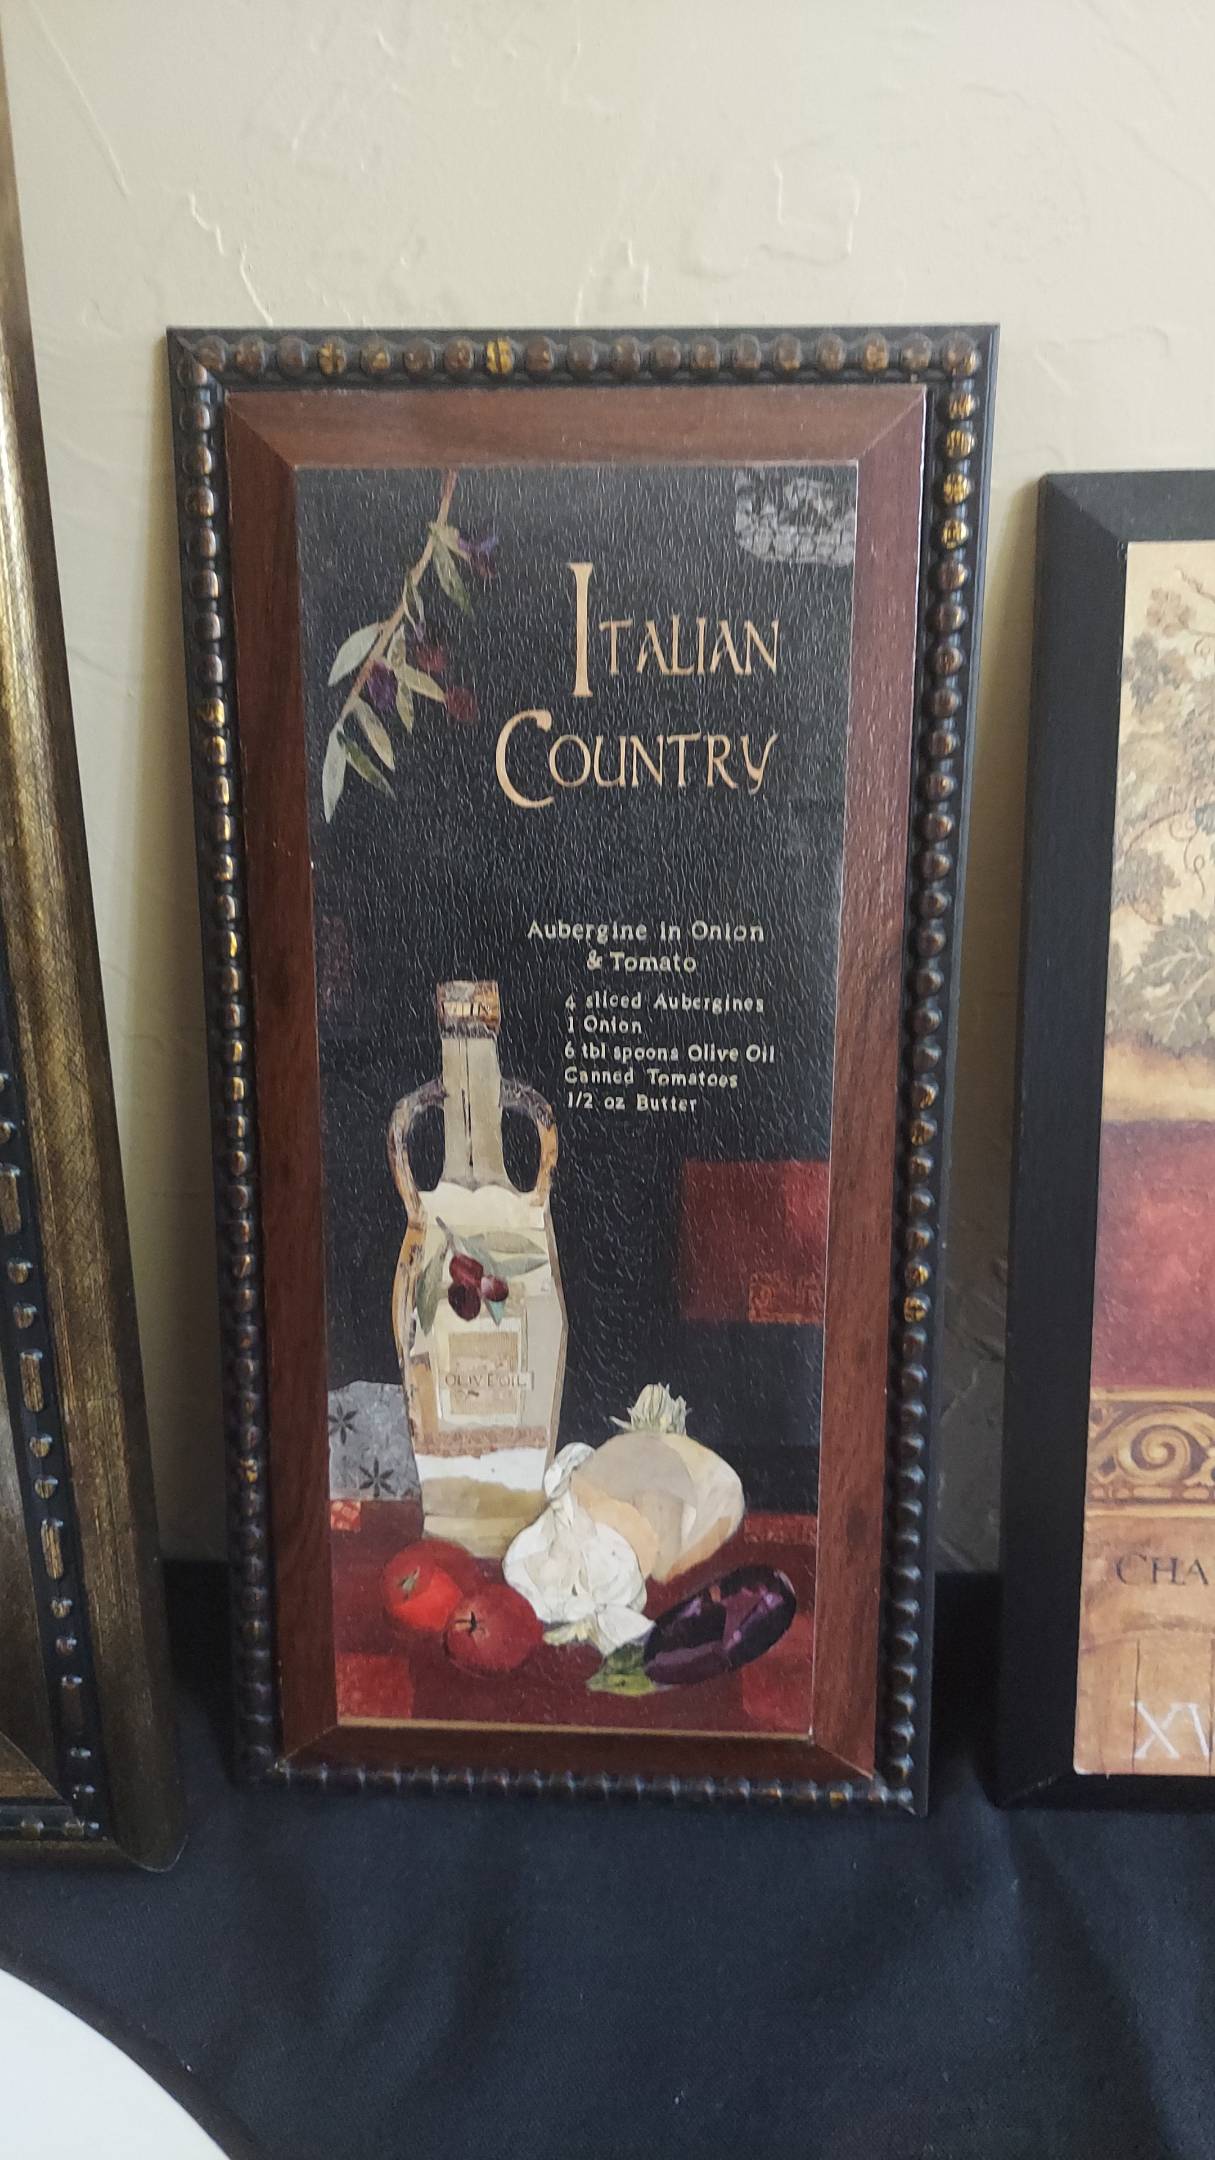 Italian
Country
Aubergine in Onion
& Tomato
4 sliced Aubergines
1 Onion
6 tbl spoons Olive Oil
Canned Tomatoes
1/2 oz Butter
OLIVE OIL
CHA
XV